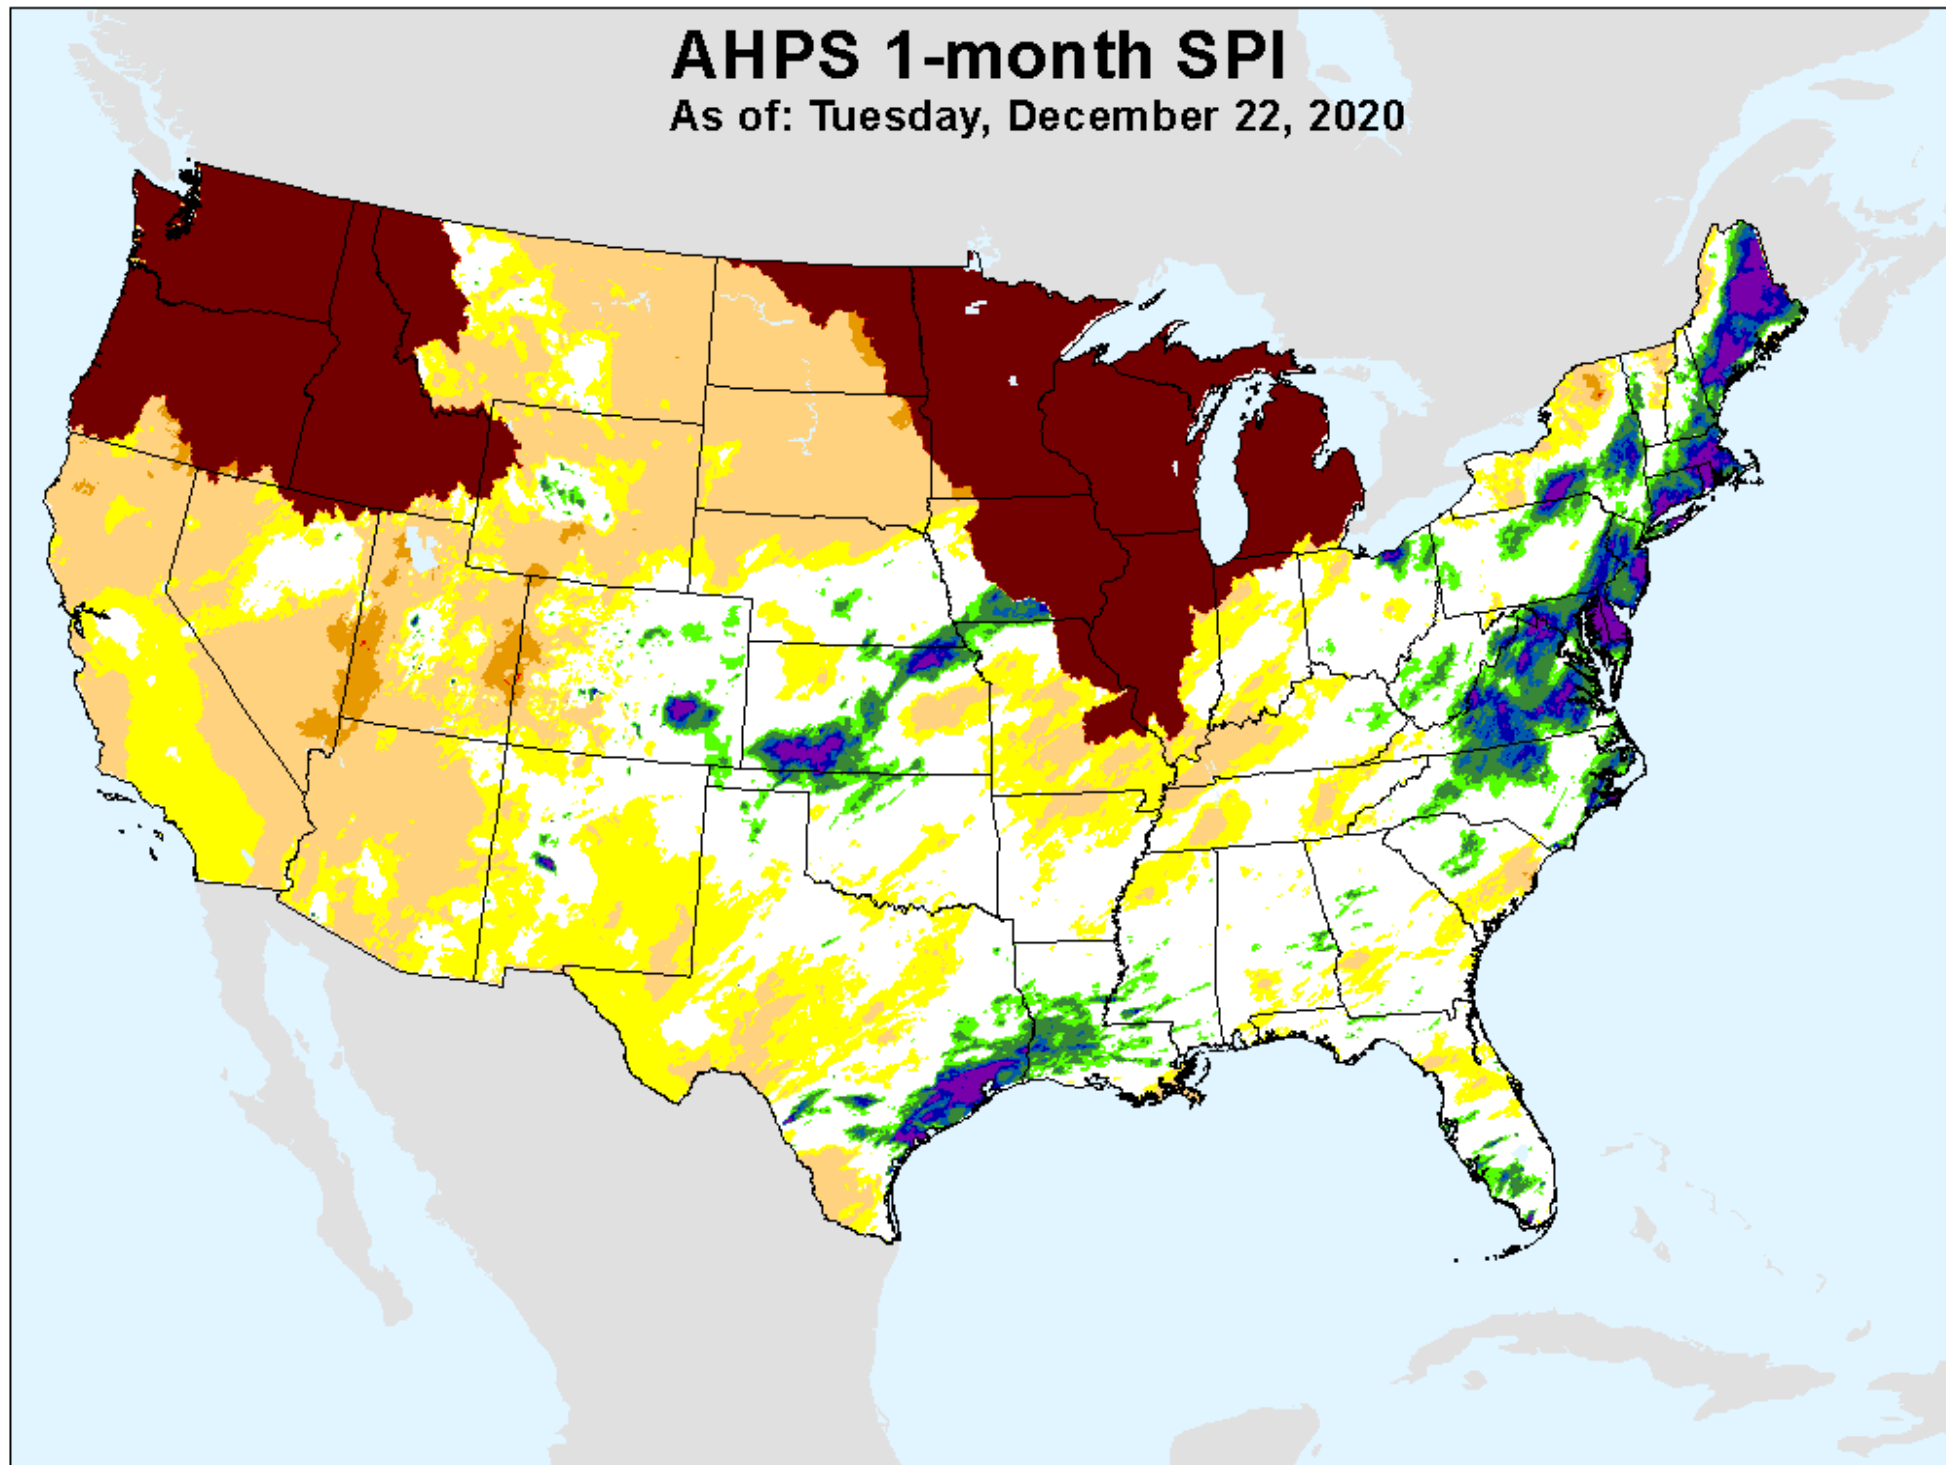 AHPS 1-month SPI
As of: Tuesday, December 22, 2020